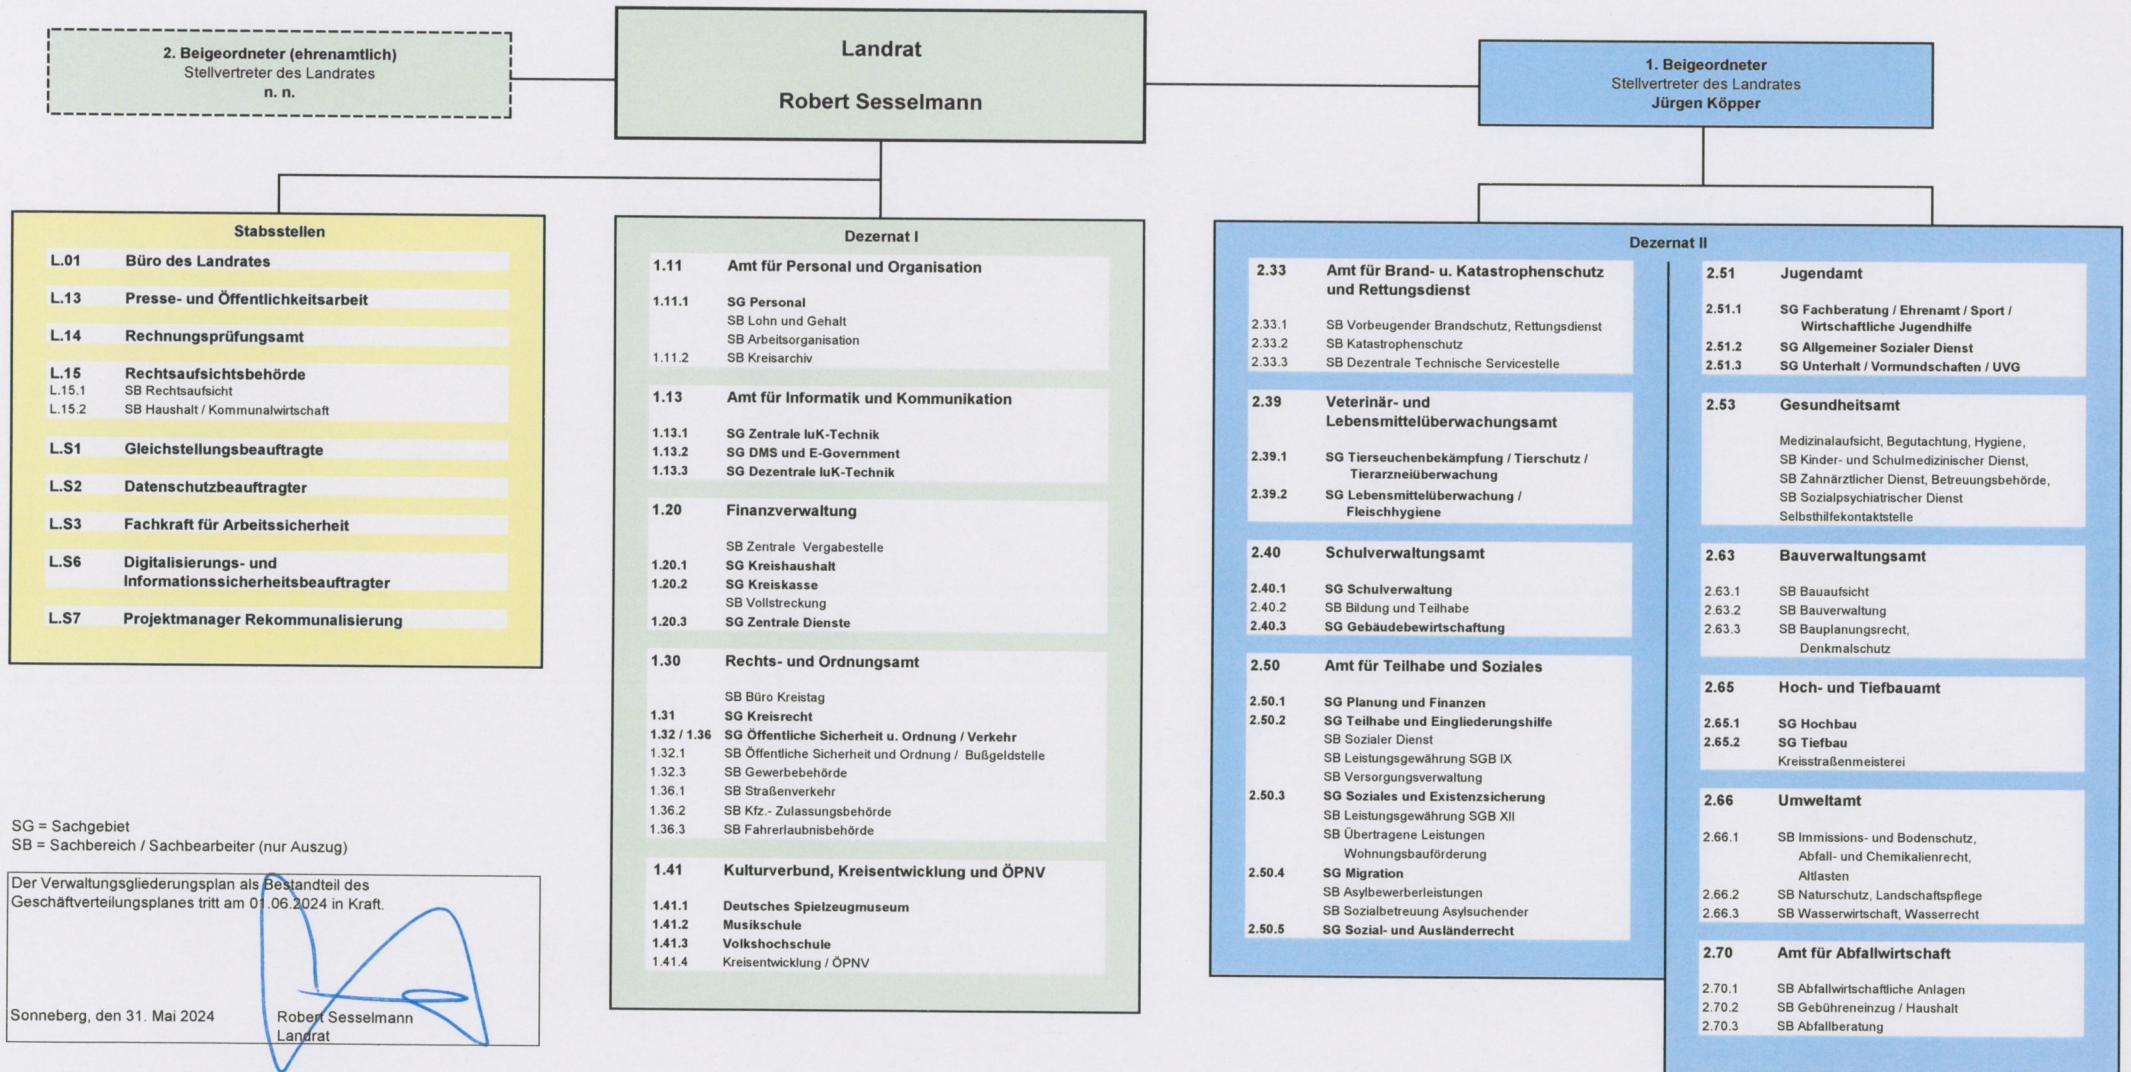 2. Beigeordneter (ehrenamtlich)
Stellvertreter des Landrates
n. n.
Landrat
Robert Sesselmann
1. Beigeordneter
Stellvertreter des Landrates
Jürgen Köpper
Stabsstellen
L.01 Büro des Landrates
L.13 Presse- und Öffentlichkeitsarbeit
L.14 Rechnungsprüfungsamt
L.15 Rechtsaufsichtsbehörde
L.15.1 SB Rechtsaufsicht
L.15.2 SB Haushalt / Kommunalwirtschaft
L.S1 Gleichstellungsbeauftragte
L.S2 Datenschutzbeauftragter
L.S3 Fachkraft für Arbeitssicherheit
L.S6 Digitalisierungs- und
Informationssicherheitsbeauftragter
L.S7 Projektmanager Rekommunalisierung
Dezernat I
1.11 Amt für Personal und Organisation
1.11.1 SG Personal
SB Lohn und Gehalt
SB Arbeitsorganisation
1.11.2 SB Kreisarchiv
1.13 Amt für Informatik und Kommunikation
1.13.1 SG Zentrale IuK-Technik
1.13.2 SG DMS und E-Government
1.13.3 SG Dezentrale IuK-Technik
1.20 Finanzverwaltung
SB Zentrale Vergabestelle
1.20.1 SG Kreishaushalt
1.20.2 SG Kreiskasse
SB Vollstreckung
1.20.3 SG Zentrale Dienste
1.30 Rechts- und Ordnungsamt
SB Büro Kreistag
1.31 SG Kreisrecht
1.32 / 1.36 SG Öffentliche Sicherheit u. Ordnung / Verkehr
1.32.1 SB Öffentliche Sicherheit und Ordnung / Bußgeldstelle
1.32.3 SB Gewerbebehörde
1.36.1 SB Straßenverkehr
1.36.2 SB Kfz.- Zulassungsbehörde
1.36.3 SB Fahrerlaubnisbehörde
1.41 Kulturverbund, Kreisentwicklung und ÖPNV
1.41.1 Deutsches Spielzeugmuseum
1.41.2 Musikschule
1.41.3 Volkshochschule
1.41.4 Kreisentwicklung / ÖPNV
Dezernat II
2.33 Amt für Brand- u. Katastrophenschutz
und Rettungsdienst
2.33.1 SB Vorbeugender Brandschutz, Rettungsdienst
2.33.2 SB Katastrophenschutz
2.33.3 SB Dezentrale Technische Servicestelle
2.39 Veterinär- und
Lebensmittelüberwachungsamt
2.39.1 SG Tierseuchenbekämpfung / Tierschutz /
Tierarzneiüberwachung
2.39.2 SG Lebensmittelüberwachung /
Fleischhygiene
2.40 Schulverwaltungsamt
2.40.1 SG Schulverwaltung
2.40.2 SB Bildung und Teilhabe
2.40.3 SG Gebäudebewirtschaftung
2.50 Amt für Teilhabe und Soziales
2.50.1 SG Planung und Finanzen
2.50.2 SG Teilhabe und Eingliederungshilfe
SB Sozialer Dienst
SB Leistungsgewährung SGB IX
SB Versorgungsverwaltung
2.50.3 SG Soziales und Existenzsicherung
SB Leistungsgewährung SGB XII
SB Übertragene Leistungen
Wohnungsbauförderung
2.50.4 SG Migration
SB Asylbewerberleistungen
SB Sozialbetreuung Asylsuchender
2.50.5 SG Sozial- und Ausländerrecht
2.51 Jugendamt
2.51.1 SG Fachberatung / Ehrenamt / Sport /
Wirtschaftliche Jugendhilfe
2.51.2 SG Allgemeiner Sozialer Dienst
2.51.3 SG Unterhalt / Vormundschaften / UVG
2.53 Gesundheitsamt
Medizinalaufsicht, Begutachtung, Hygiene,
SB Kinder- und Schulmedizinischer Dienst,
SB Zahnärztlicher Dienst, Betreuungsbehörde,
SB Sozialpsychiatrischer Dienst
Selbsthilfekontaktstelle
2.63 Bauverwaltungsamt
2.63.1 SB Bauaufsicht
2.63.2 SB Bauverwaltung
2.63.3 SB Bauplanungsrecht,
Denkmalschutz
2.65 Hoch- und Tiefbauamt
2.65.1 SG Hochbau
2.65.2 SG Tiefbau
Kreisstraßenmeisterei
2.66 Umweltamt
2.66.1 SB Immissions- und Bodenschutz,
Abfall- und Chemikalienrecht,
Altlasten
2.66.2 SB Naturschutz, Landschaftspflege
2.66.3 SB Wasserwirtschaft, Wasserrecht
2.70 Amt für Abfallwirtschaft
2.70.1 SB Abfallwirtschaftliche Anlagen
2.70.2 SB Gebühreneinzug / Haushalt
2.70.3 SB Abfallberatung
SG = Sachgebiet
SB = Sachbereich / Sachbearbeiter (nur Auszug)
Der Verwaltungsgliederungsplan als Bestandteil des
Geschäftverteilungsplanes tritt am 01.06.2024 in Kraft.
Sonneberg, den 31. Mai 2024 Robert Sesselmann
Landrat